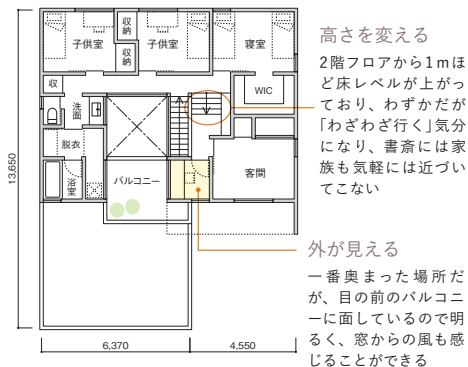 子供室
収納
子供室
寝室
収納
収
WIC
洗面
脱衣
浴室
バルコニー
客間
13,650
6,370
4,550
高さを変える
2階フロアから1mほ
ど床レベルが上がっ
ており、わずかだが
「わざわざ行く」気分
になり、書斎には家
族も気軽には近づい
てこない
外が見える
一番奥まった場所だ
が、目の前のバルコニ
ーに面しているので明
るく、窓からの風も感
じることができる